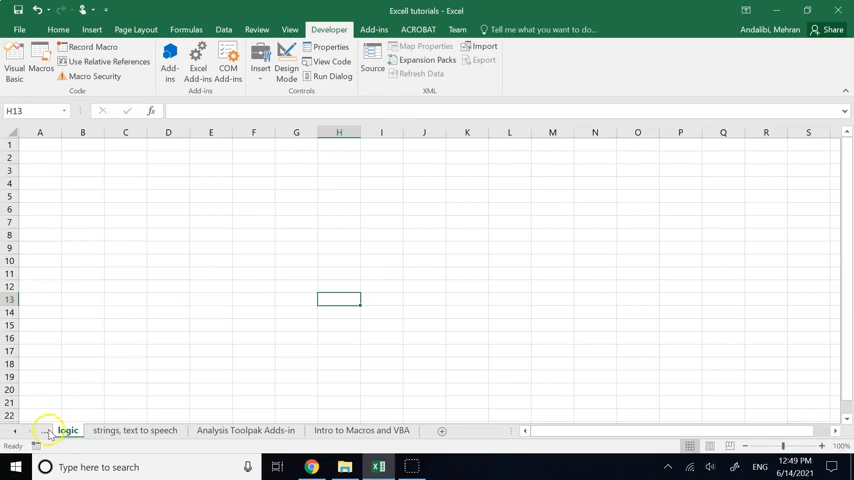 Excell tutorials - Excel
Andalibi, Mehran
Share
File Home Insert Page Layout Formulas Data Review View Developer Add-ins ACROBAT Team Tell me what you want to do...
Visual Basic
Macros
Record Macro
Use Relative References
Macro Security
Code
Add-ins
Excel Add-ins
COM Add-ins
Add-ins
Insert
Design Mode
Properties
View Code
Run Dialog
Controls
Source
Map Properties
Expansion Packs
Refresh Data
Import
Export
XML
H13
fx
A B C D E F G H I J K L M N O P Q R S
1
2
3
4
5
6
7
8
9
10
11
12
13
14
15
16
17
18
19
20
21
22
... logic strings, text to speech Analysis Toolpak Adds-in Intro to Macros and VBA
Ready
100%
Type here to search
ENG
12:49 PM
6/14/2021